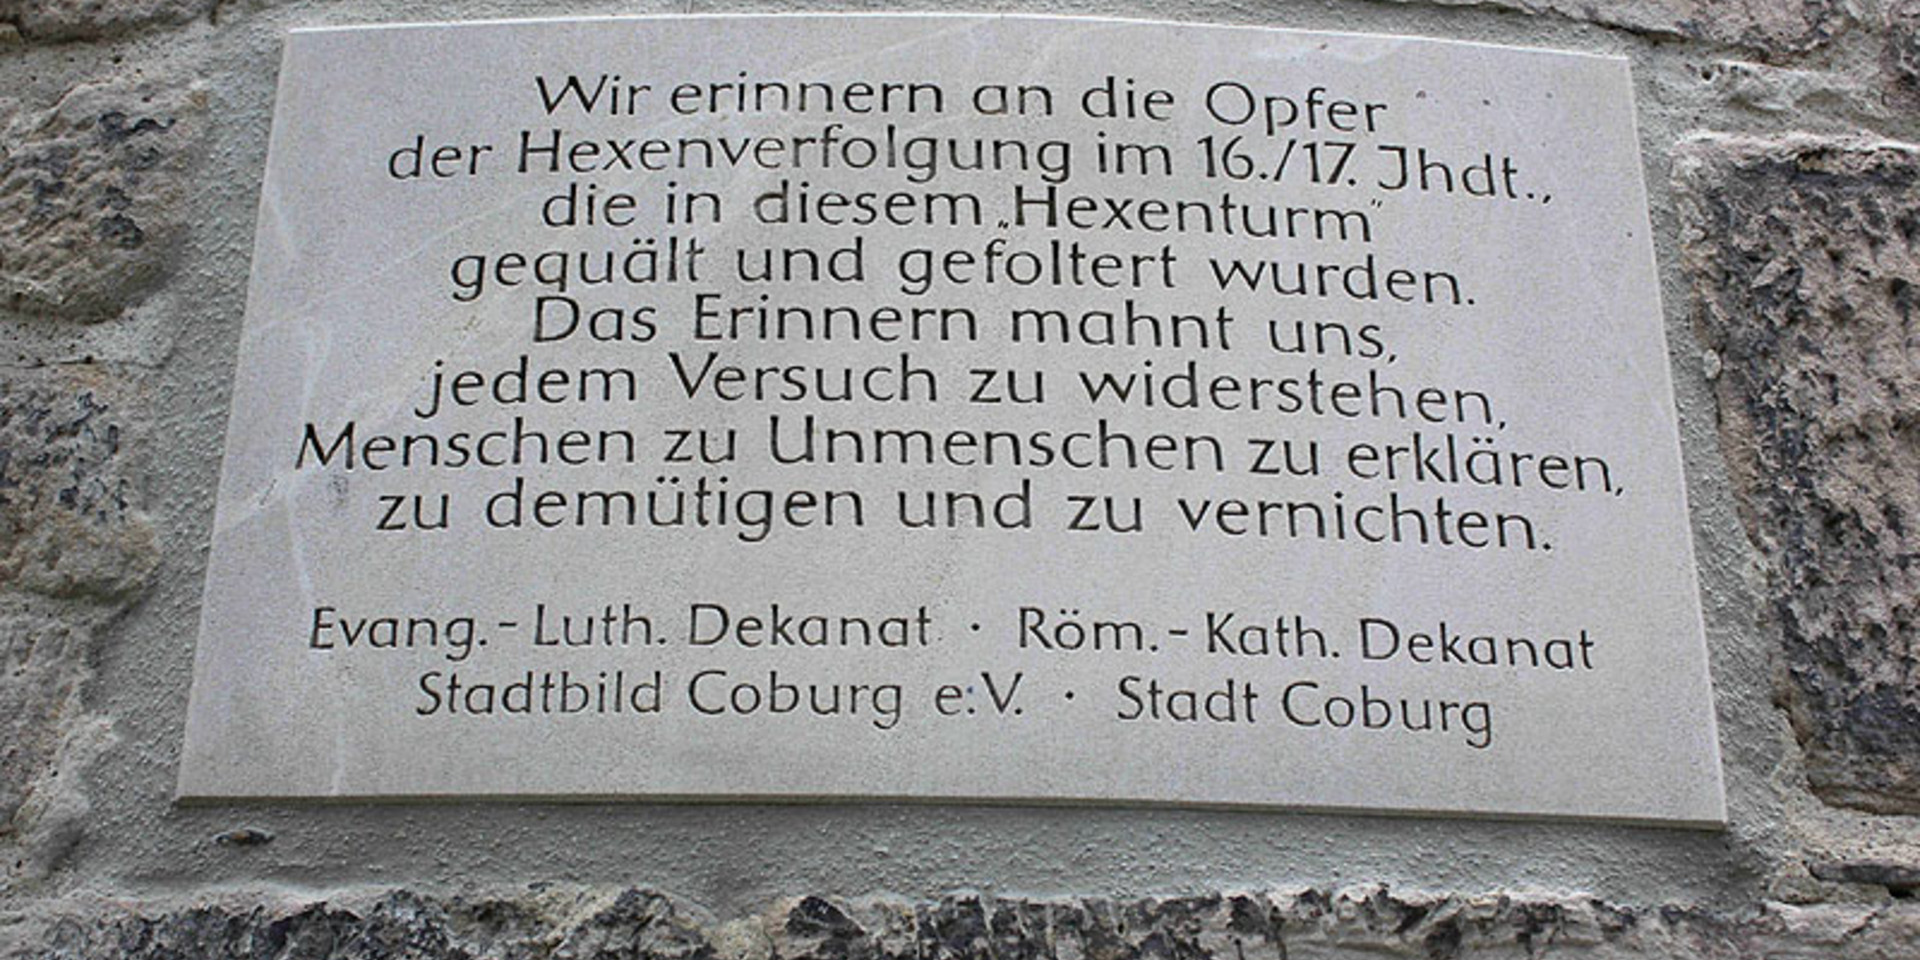 Wir erinnern an die Opfer
der Hexenverfolgung im 16./17. Jhdt.,
die in diesem „Hexenturm“
gequält und gefoltert wurden.
Das Erinnern mahnt uns,
jedem Versuch zu widerstehen,
Menschen zu Unmenschen zu erklären,
zu demütigen und zu vernichten.
Evang.-Luth. Dekanat · Röm.-Kath. Dekanat
Stadtbild Coburg e.V. · Stadt Coburg